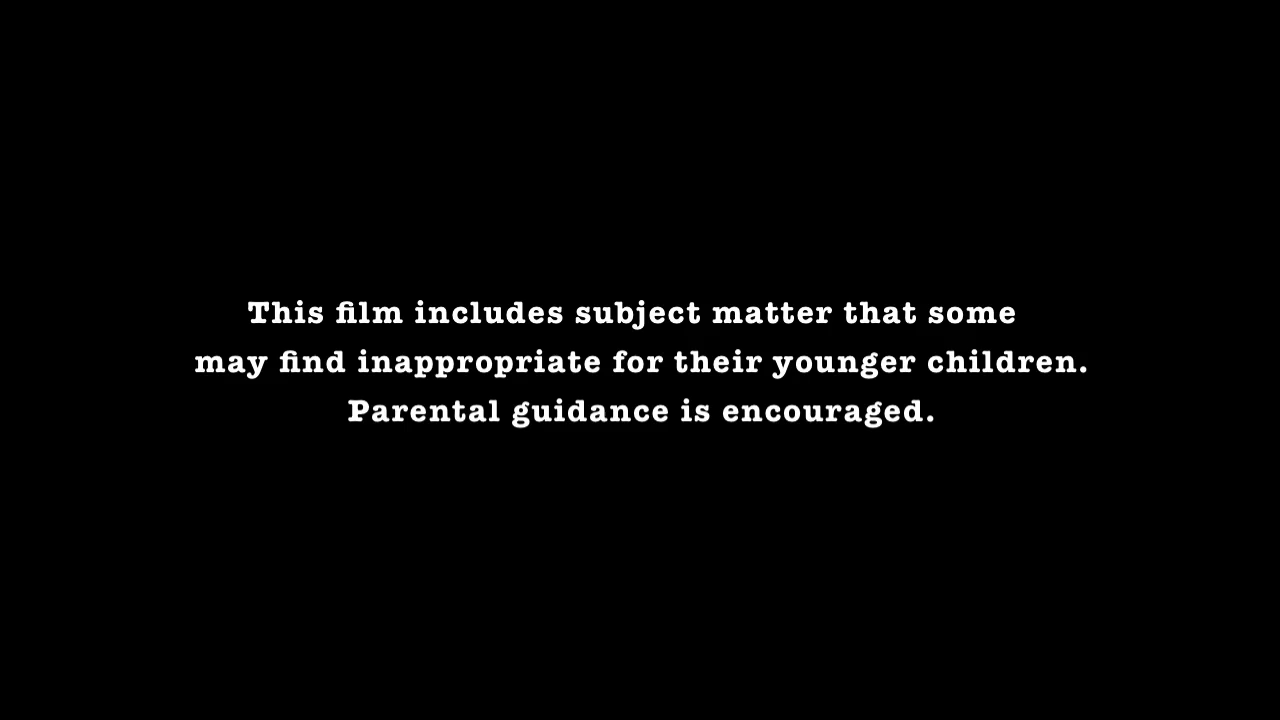 This film includes subject matter that some
may find inappropriate for their younger children.
Parental guidance is encouraged.